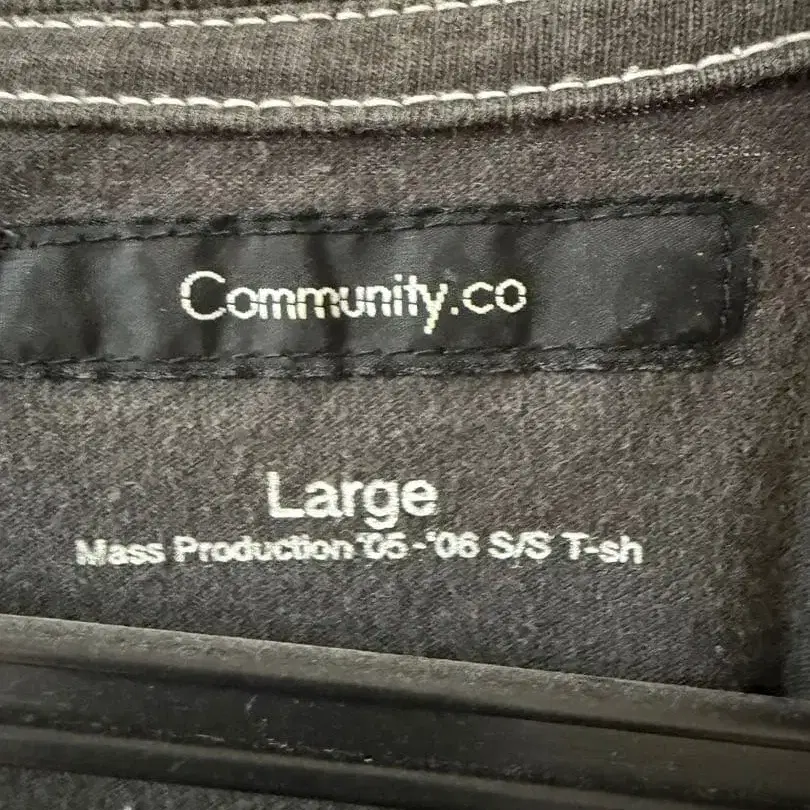 Community.co
Large
Mass Production '05-'06 S/S T-sh